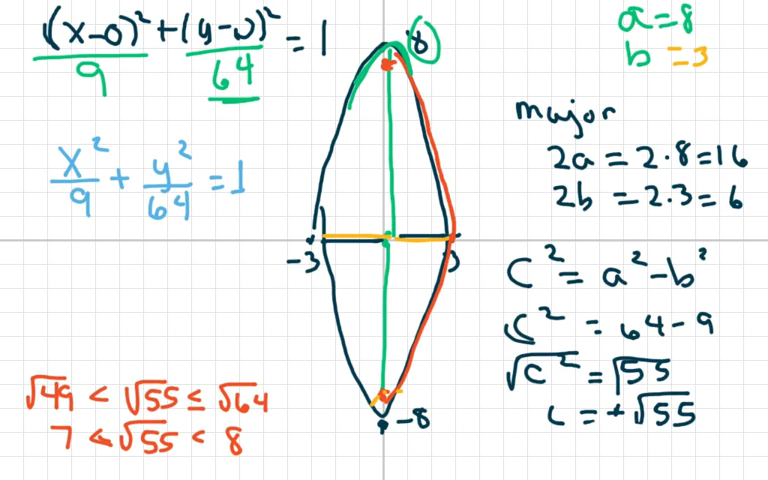 (x-0)²/9 + (y-0)²/64 = 1
x²/9 + y²/64 = 1
8
-3
3
-8
a=8
b=3
major
2a = 2·8=16
2b = 2·3=6
c² = a²-b²
c² = 64-9
√c² = √55
c = +√55
√49 < √55 ≤ √64
7 < √55 < 8